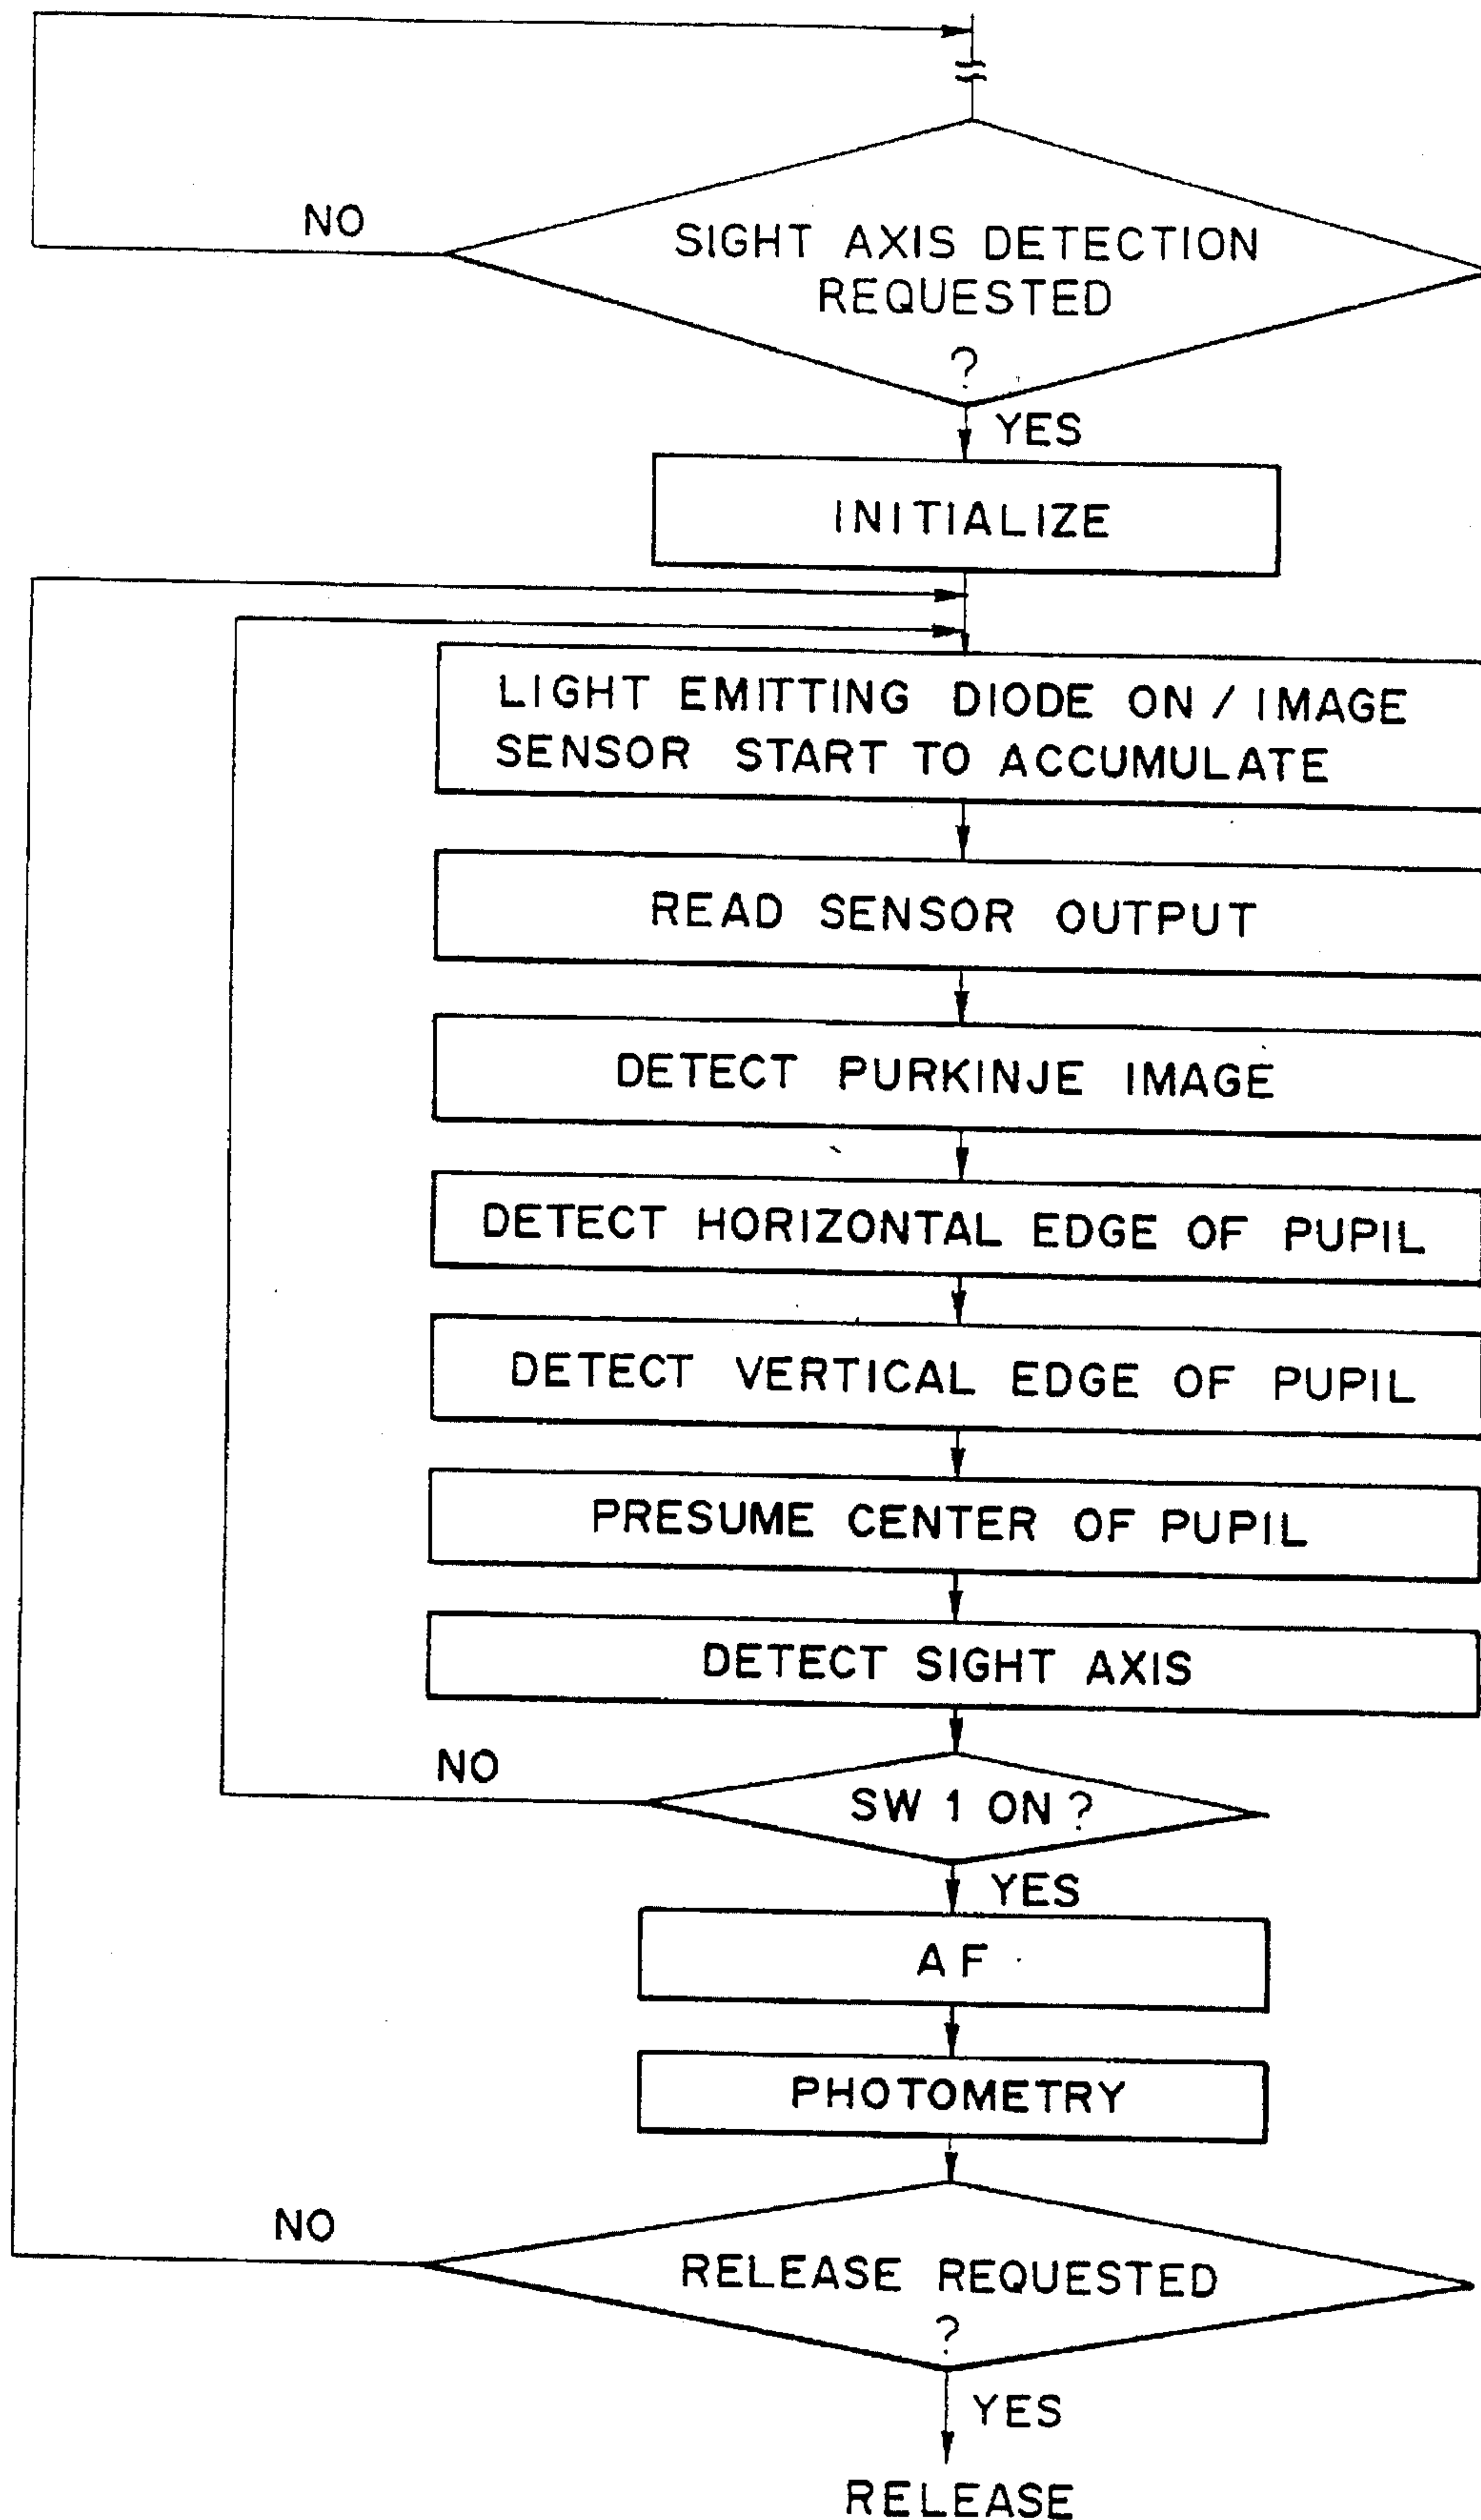 NO
SIGHT AXIS DETECTION
REQUESTED
?
YES
INITIALIZE
LIGHT EMITTING DIODE ON / IMAGE
SENSOR START TO ACCUMULATE
READ SENSOR OUTPUT
DETECT PURKINJE IMAGE
DETECT HORIZONTAL EDGE OF PUPIL
DETECT VERTICAL EDGE OF PUPIL
PRESUME CENTER OF PUPIL
DETECT SIGHT AXIS
NO
SW 1 ON ?
YES
AF
PHOTOMETRY
NO
RELEASE REQUESTED
?
YES
RELEASE